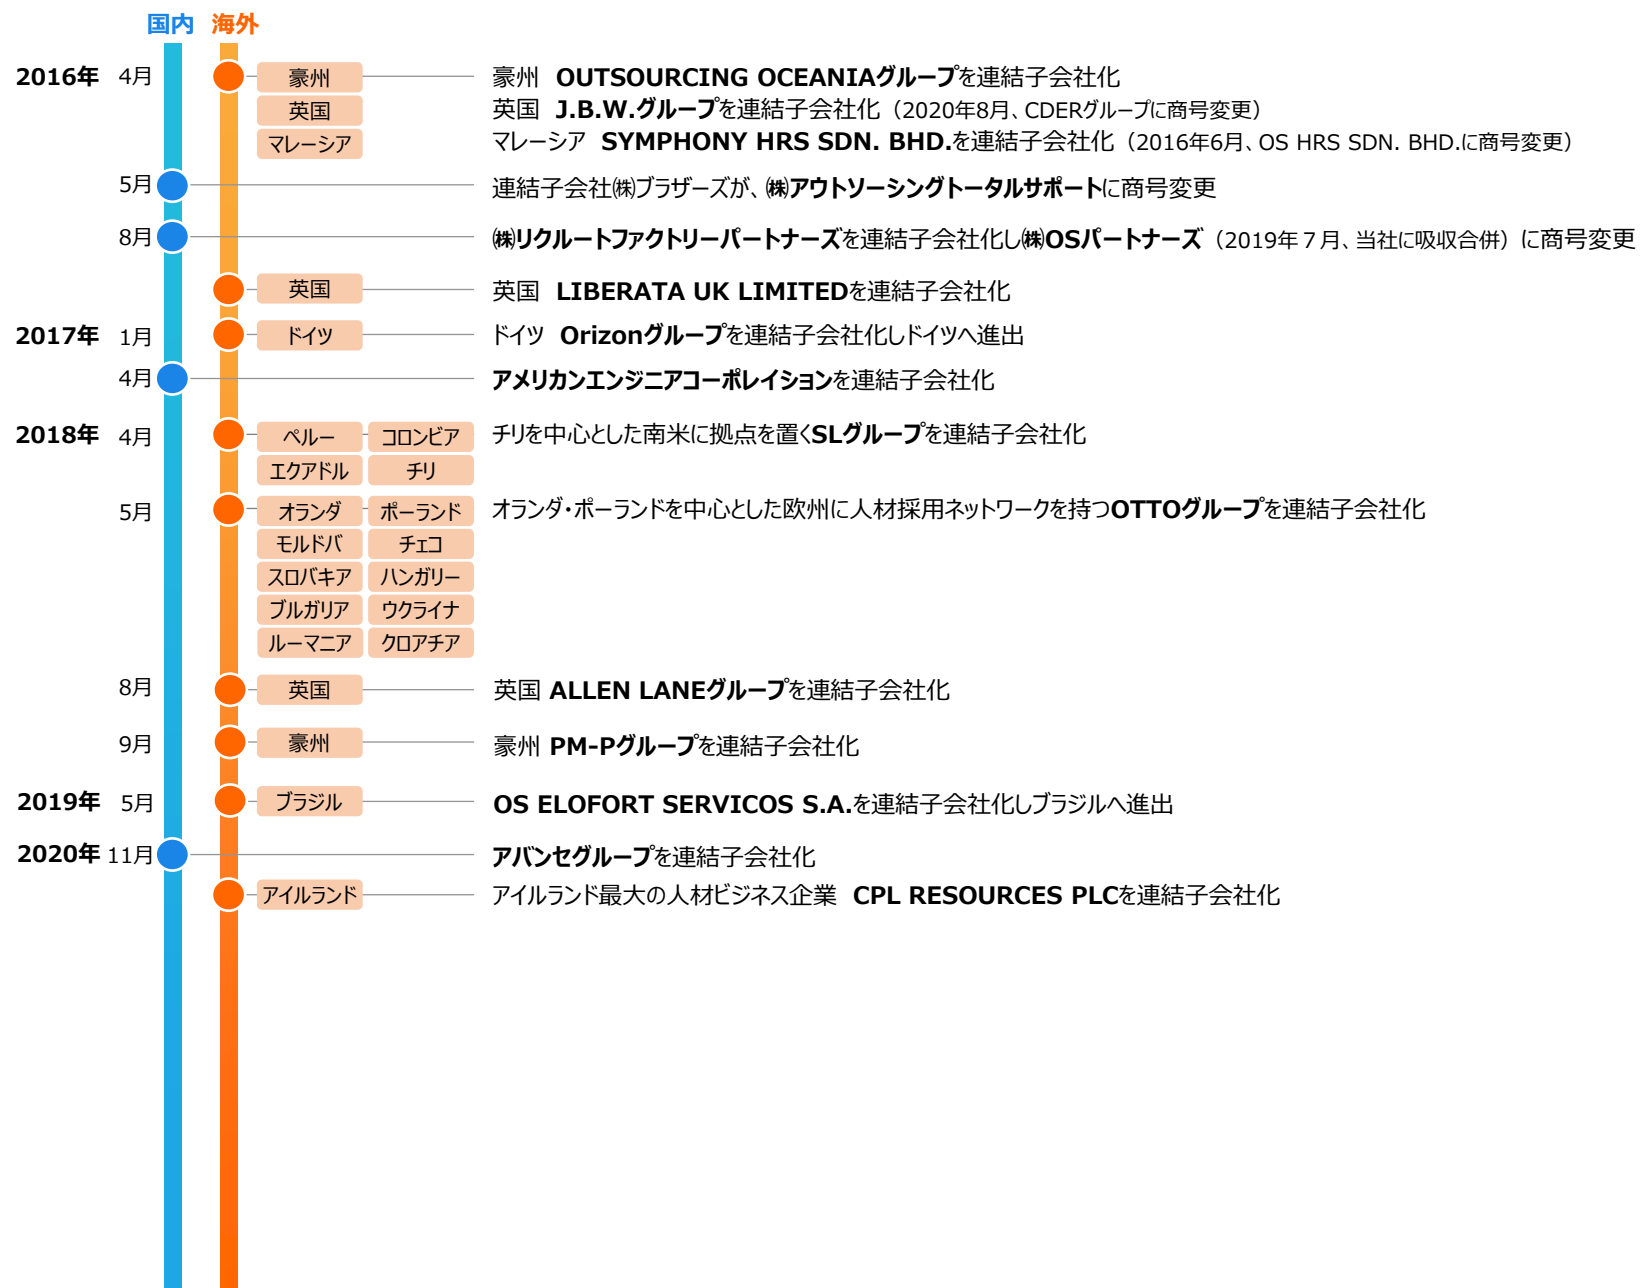 国内 海外
2016年 4月 豪州 豪州 OUTSOURCING OCEANIAグループを連結子会社化
英国 英国 J.B.W.グループを連結子会社化（2020年8月、CDERグループに商号変更）
マレーシア マレーシア SYMPHONY HRS SDN. BHD.を連結子会社化（2016年6月、OS HRS SDN. BHD.に商号変更）
5月 連結子会社㈱ブラザーズが、㈱アウトソーシングトータルサポートに商号変更
8月 ㈱リクルートファクトリーパートナーズを連結子会社化し㈱OSパートナーズ（2019年７月、当社に吸収合併）に商号変更
英国 英国 LIBERATA UK LIMITEDを連結子会社化
2017年 1月 ドイツ ドイツ Orizonグループを連結子会社化しドイツへ進出
4月 アメリカンエンジニアコーポレイションを連結子会社化
2018年 4月 ペルー コロンビア チリを中心とした南米に拠点を置くSLグループを連結子会社化
エクアドル チリ
5月 オランダ ポーランド オランダ・ポーランドを中心とした欧州に人材採用ネットワークを持つOTTOグループを連結子会社化
モルドバ チェコ
スロバキア ハンガリー
ブルガリア ウクライナ
ルーマニア クロアチア
8月 英国 英国 ALLEN LANEグループを連結子会社化
9月 豪州 豪州 PM-Pグループを連結子会社化
2019年 5月 ブラジル OS ELOFORT SERVICOS S.A.を連結子会社化しブラジルへ進出
2020年 11月 アバンセグループを連結子会社化
アイルランド アイルランド最大の人材ビジネス企業 CPL RESOURCES PLCを連結子会社化